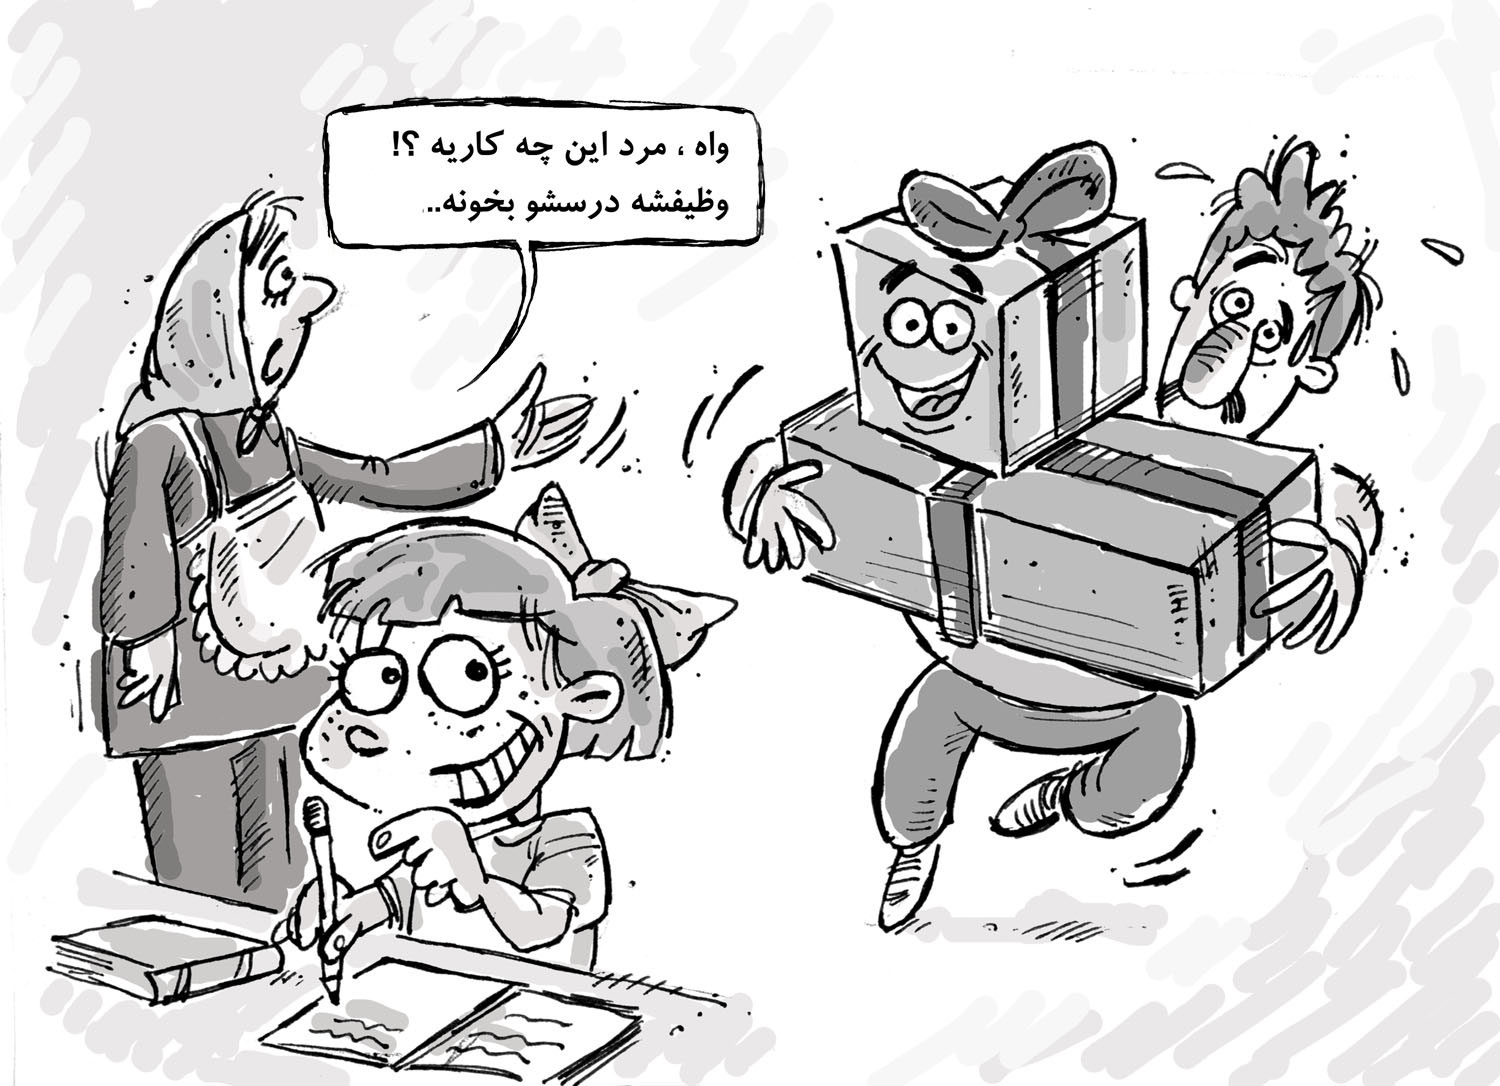 واه ، مرد این چه کاریه ؟!
وظیفشه درسشو بخونه..